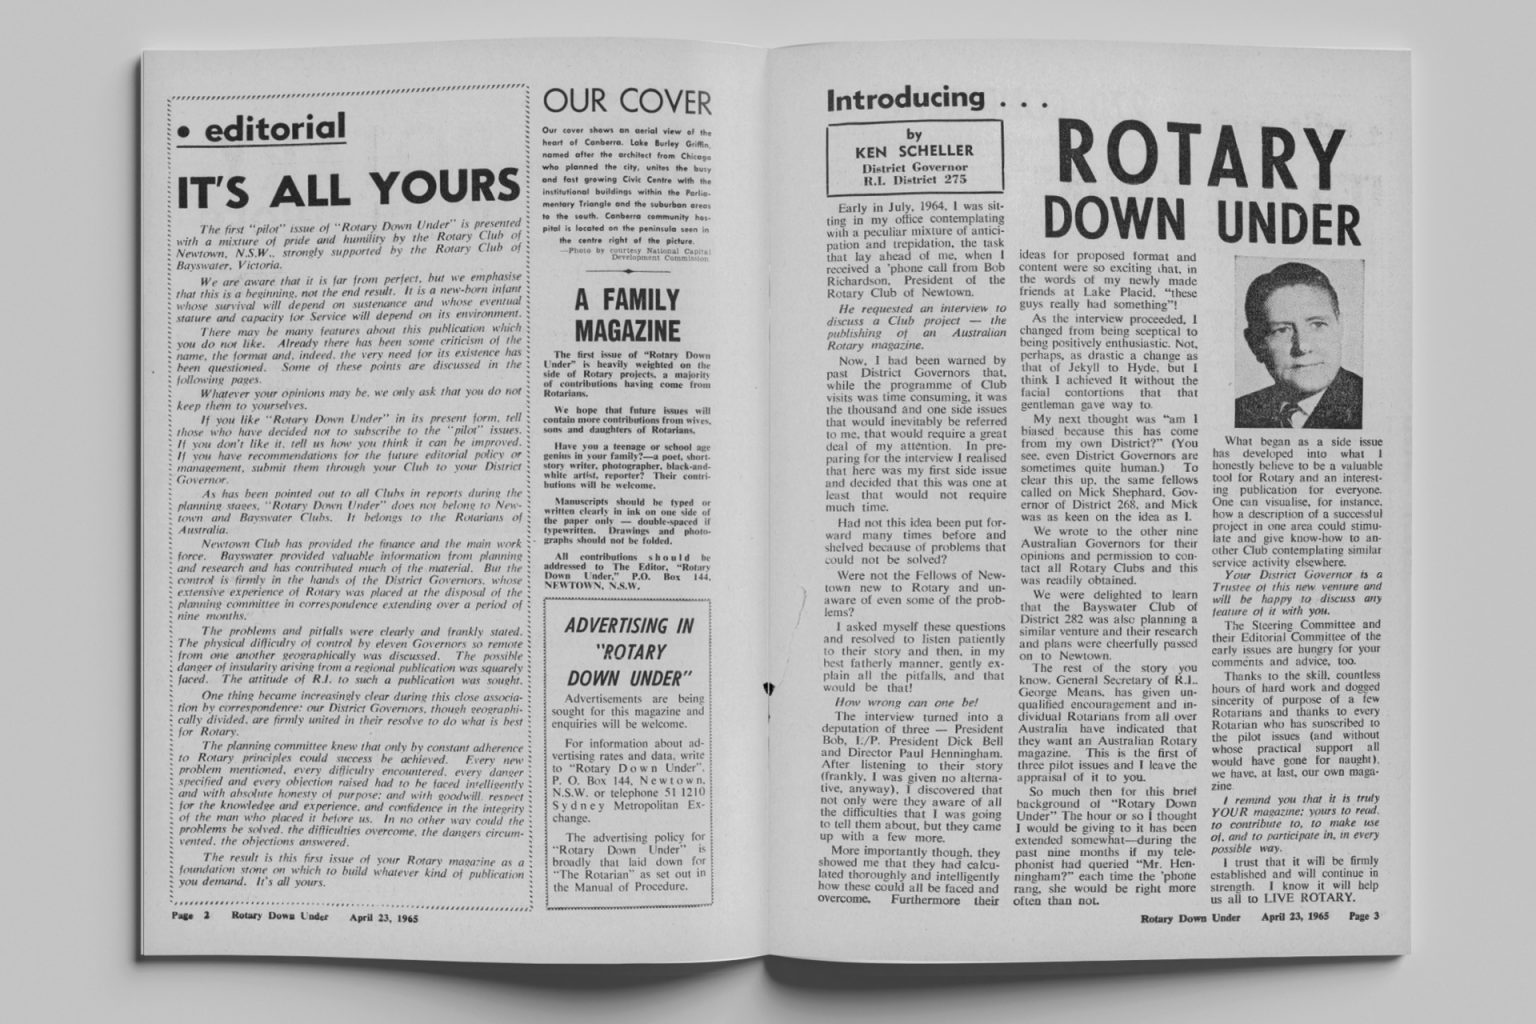 • editorial
IT'S ALL YOURS
The first "pilot" issue of "Rotary Down Under" is presented
with a mixture of pride and humility by the Rotary Club of
Newtown, N.S.W., strongly supported by the Rotary Club of
Bayswater, Victoria.
We are aware that it is far from perfect, but we emphasise
that this is a beginning, not the end result. It is a new-born infant
whose survival will depend on sustenance and whose eventual
stature and capacity for Service will depend on its environment.
There may be many features about this publication which
you do not like. Already there has been some criticism of the
name, the format and, indeed, the very need for its existence has
been questioned. Some of these points are discussed in the
following pages.
Whatever your opinions may be, we only ask that you do not
keep them to yourselves.
If you like "Rotary Down Under" in its present form, tell
those who have decided not to subscribe to the "pilot" issues.
If you don't like it, tell us how you think it can be improved.
If you have recommendations for the future editorial policy or
management, submit them through your Club to your District
Governor.
As has been pointed out to all Clubs in reports during the
planning stages, "Rotary Down Under" does not belong to New-
town and Bayswater Clubs. It belongs to the Rotarians of
Australia.
Newtown Club has provided the finance and the main work
force. Bayswater provided valuable information from planning
and research and has contributed much of the material. But the
control is firmly in the hands of the District Governors, whose
extensive experience of Rotary was placed at the disposal of the
planning committee in correspondence extending over a period of
nine months.
The problems and pitfalls were clearly and frankly stated.
The physical difficulty of control by eleven Governors so remote
from one another geographically was discussed. The possible
danger of insularity arising from a regional publication was squarely
faced. The attitude of R.I. to such a publication was sought.
One thing became increasingly clear during this close associa-
tion by correspondence: our District Governors, though geographi-
cally divided, are firmly united in their resolve to do what is best
for Rotary.
The planning committee knew that only by constant adherence
to Rotary principles could success be achieved. Every new
problem mentioned, every difficulty encountered, every danger
specified and every objection raised had to be faced intelligently
and with absolute honesty of purpose; and with goodwill, respect
for the knowledge and experience, and confidence in the integrity
of the man who placed it before us. In no other way could the
problems be solved, the difficulties overcome, the dangers circum-
vented, the objections answered.
The result is this first issue of your Rotary magazine as a
foundation stone on which to build whatever kind of publication
you demand. It's all yours.
OUR COVER
Our cover shows an aerial view of the
heart of Canberra. Lake Burley Griffin,
named after the architect from Chicago
who planned the city, unites the busy
and fast growing Civic Centre with the
institutional buildings within the Parlia-
mentary Triangle and the suburban areas
to the south. Canberra community hos-
pital is located on the peninsula seen in
the centre right of the picture.
—Photo by courtesy National Capital
Development Commission.
A FAMILY
MAGAZINE
The first issue of "Rotary Down
Under" is heavily weighted on the
side of Rotary projects, a majority
of contributions having come from
Rotarians.
We hope that future issues will
contain more contributions from wives,
sons and daughters of Rotarians.
Have you a teenage or school age
genius in your family?—a poet, short-
story writer, photographer, black-and-
white artist, reporter? Their contri-
butions will be welcome.
Manuscripts should be typed or
written clearly in ink on one side of
the paper only — double-spaced if
typewritten. Drawings and photo-
graphs should not be folded.
All contributions should be
addressed to The Editor, "Rotary
Down Under," P.O. Box 144,
NEWTOWN, N.S.W.
ADVERTISING IN
"ROTARY
DOWN UNDER"
Advertisements are being
sought for this magazine and
enquiries will be welcome.
For information about ad-
vertising rates and data, write
to "Rotary Down Under",
P. O. Box 144, Newtown,
N.S.W. or telephone 51 1210
Sydney Metropolitan Ex-
change.
The advertising policy for
"Rotary Down Under" is
broadly that laid down for
"The Rotarian" as set out in
the Manual of Procedure.
Page 2 Rotary Down Under April 23, 1965
Introducing . . .
ROTARY
DOWN UNDER
by
KEN SCHELLER
District Governor
R.I. District 275
Early in July, 1964, I was sit-
ting in my office contemplating
with a peculiar mixture of antici-
pation and trepidation, the task
that lay ahead of me, when I
received a 'phone call from Bob
Richardson, President of the
Rotary Club of Newtown.
He requested an interview to
discuss a Club project — the
publishing of an Australian
Rotary magazine.
Now, I had been warned by
past District Governors that,
while the programme of Club
visits was time consuming, it was
the thousand and one side issues
that would inevitably be referred
to me, that would require a great
deal of my attention. In pre-
paring for the interview I realised
that here was my first side issue
and decided that this was one at
least that would not require
much time.
Had not this idea been put for-
ward many times before and
shelved because of problems that
could not be solved?
Were not the Fellows of New-
town new to Rotary and un-
aware of even some of the prob-
lems?
I asked myself these questions
and resolved to listen patiently
to their story and then, in my
best fatherly manner, gently ex-
plain all the pitfalls, and that
would be that!
How wrong can one be!
The interview turned into a
deputation of three — President
Bob, I./P. President Dick Bell
and Director Paul Henningham.
After listening to their story
(frankly, I was given no alterna-
tive, anyway), I discovered that
not only were they aware of all
the difficulties that I was going
to tell them about, but they came
up with a few more.
More importantly though, they
showed me that they had calcu-
lated thoroughly and intelligently
how these could all be faced and
overcome. Furthermore their
ideas for proposed format and
content were so exciting that, in
the words of my newly made
friends at Lake Placid, "these
guys really had something"!
As the interview proceeded, I
changed from being sceptical to
being positively enthusiastic. Not,
perhaps, as drastic a change as
that of Jekyll to Hyde, but I
think I achieved It without the
facial contortions that that
gentleman gave way to.
My next thought was "am I
biased because this has come
from my own District?" (You
see, even District Governors are
sometimes quite human.) To
clear this up, the same fellows
called on Mick Shephard, Gov-
ernor of District 268, and Mick
was as keen on the idea as I.
We wrote to the other nine
Australian Governors for their
opinions and permission to con-
tact all Rotary Clubs and this
was readily obtained.
We were delighted to learn
that the Bayswater Club of
District 282 was also planning a
similar venture and their research
and plans were cheerfully passed
on to Newtown.
The rest of the story you
know. General Secretary of R.I.,
George Means, has given un-
qualified encouragement and in-
dividual Rotarians from all over
Australia have indicated that
they want an Australian Rotary
magazine. This is the first of
three pilot issues and I leave the
appraisal of it to you.
So much then for this brief
background of "Rotary Down
Under" The hour or so I thought
I would be giving to it has been
extended somewhat—during the
past nine months if my tele-
phonist had queried "Mr. Hen-
ningham?" each time the 'phone
rang, she would be right more
often than not.
What began as a side issue
has developed into what I
honestly believe to be a valuable
tool for Rotary and an interest-
ing publication for everyone.
One can visualise, for instance,
how a description of a successful
project in one area could stimu-
late and give know-how to an-
other Club contemplating similar
service activity elsewhere.
Your District Governor is a
Trustee of this new venture and
will be happy to discuss any
feature of it with you.
The Steering Committee and
their Editorial Committee of the
early issues are hungry for your
comments and advice, too.
Thanks to the skill, countless
hours of hard work and dogged
sincerity of purpose of a few
Rotarians and thanks to every
Rotarian who has subscribed to
the pilot issues (and without
whose practical support all
would have gone for naught),
we have, at last, our own maga-
zine
I remind you that it is truly
YOUR magazine; yours to read,
to contribute to, to make use
of, and to participate in, in every
possible way.
I trust that it will be firmly
established and will continue in
strength. I know it will help
us all to LIVE ROTARY.
Rotary Down Under April 23, 1965 Page 3